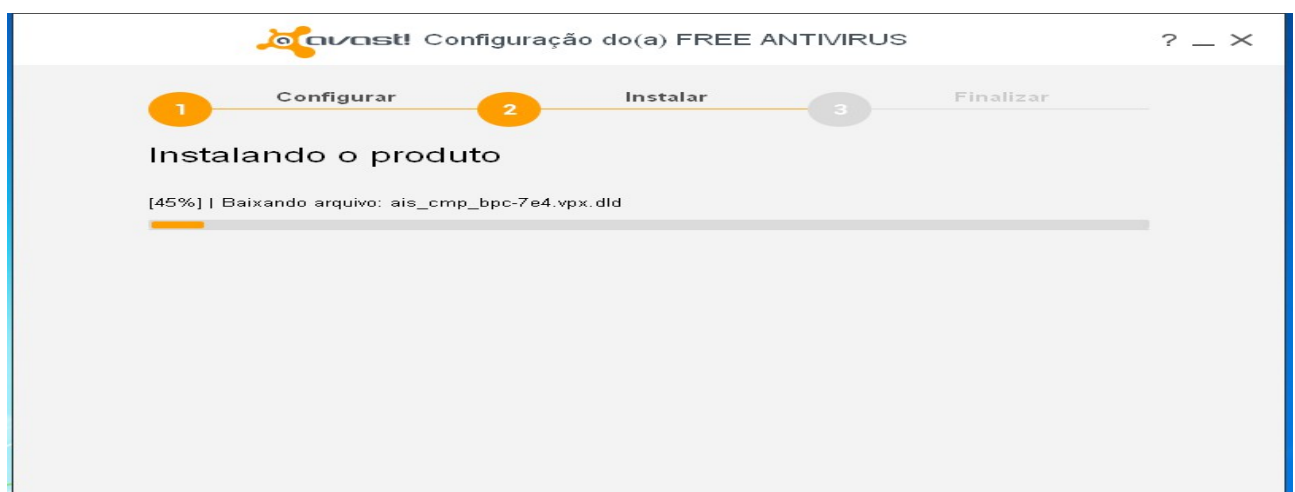 avast! Configuração do(a) FREE ANTIVIRUS ? _ ✕
Configurar Instalar Finalizar
1 2 3
Instalando o produto
[45%] | Baixando arquivo: ais_cmp_bpc-7e4.vpx.dld